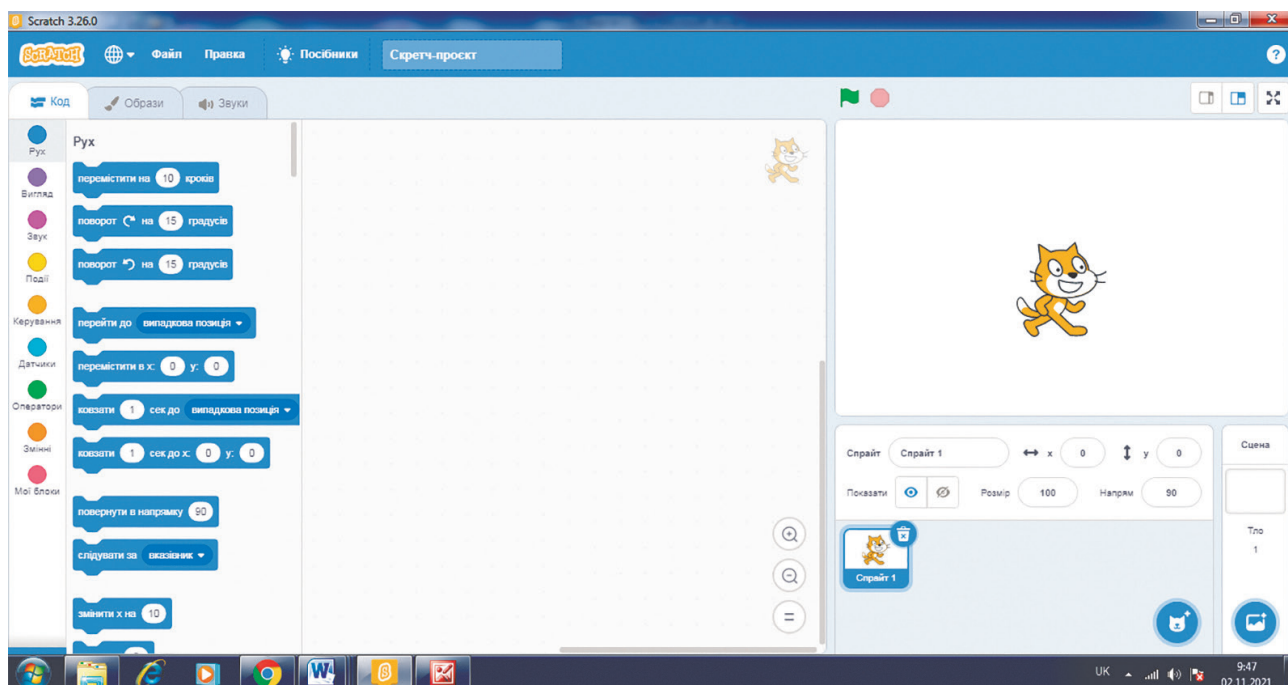 Scratch 3.26.0
SCRATCH Файл Правка Посібники Скретч-проєкт ?
Код Образи Звуки
Рух
Вигляд
Звук
Події
Керування
Датчики
Оператори
Змінні
Мої блоки
Рух
перемістити на 10 кроків
поворот на 15 градусів
поворот на 15 градусів
перейти до випадкова позиція
перемістити в x: 0 y: 0
ковзати 1 сек до випадкова позиція
ковзати 1 сек до x: 0 y: 0
повернути в напрямку 90
слідувати за вказівник
змінити x на 10
Спрайт Спрайт 1 x 0 y 0
Показати Розмір 100 Напрям 90
Спрайт 1
Сцена
Тло
1
UK 9:47
02.11.2021